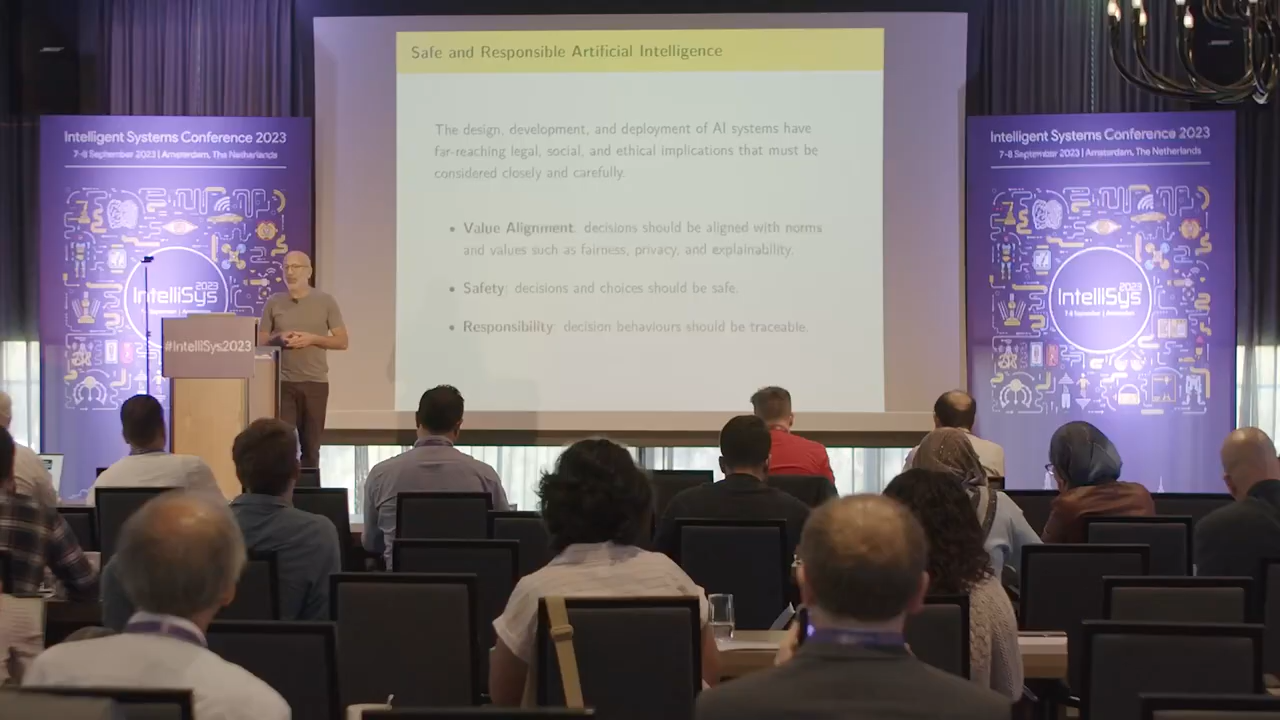 Safe and Responsible Artificial Intelligence
The design, development, and deployment of AI systems have
far-reaching legal, social, and ethical implications that must be
considered closely and carefully.
• Value Alignment: decisions should be aligned with norms
and values such as fairness, privacy, and explainability.
• Safety: decisions and choices should be safe.
• Responsibility: decision behaviours should be traceable.
Intelligent Systems Conference 2023
7-8 September 2023 | Amsterdam, The Netherlands
2023
IntelliSys
#IntelliSys2023
Intelligent Systems Conference 2023
7-8 September 2023 | Amsterdam, The Netherlands
2023
IntelliSys
7-8 September | Amsterdam